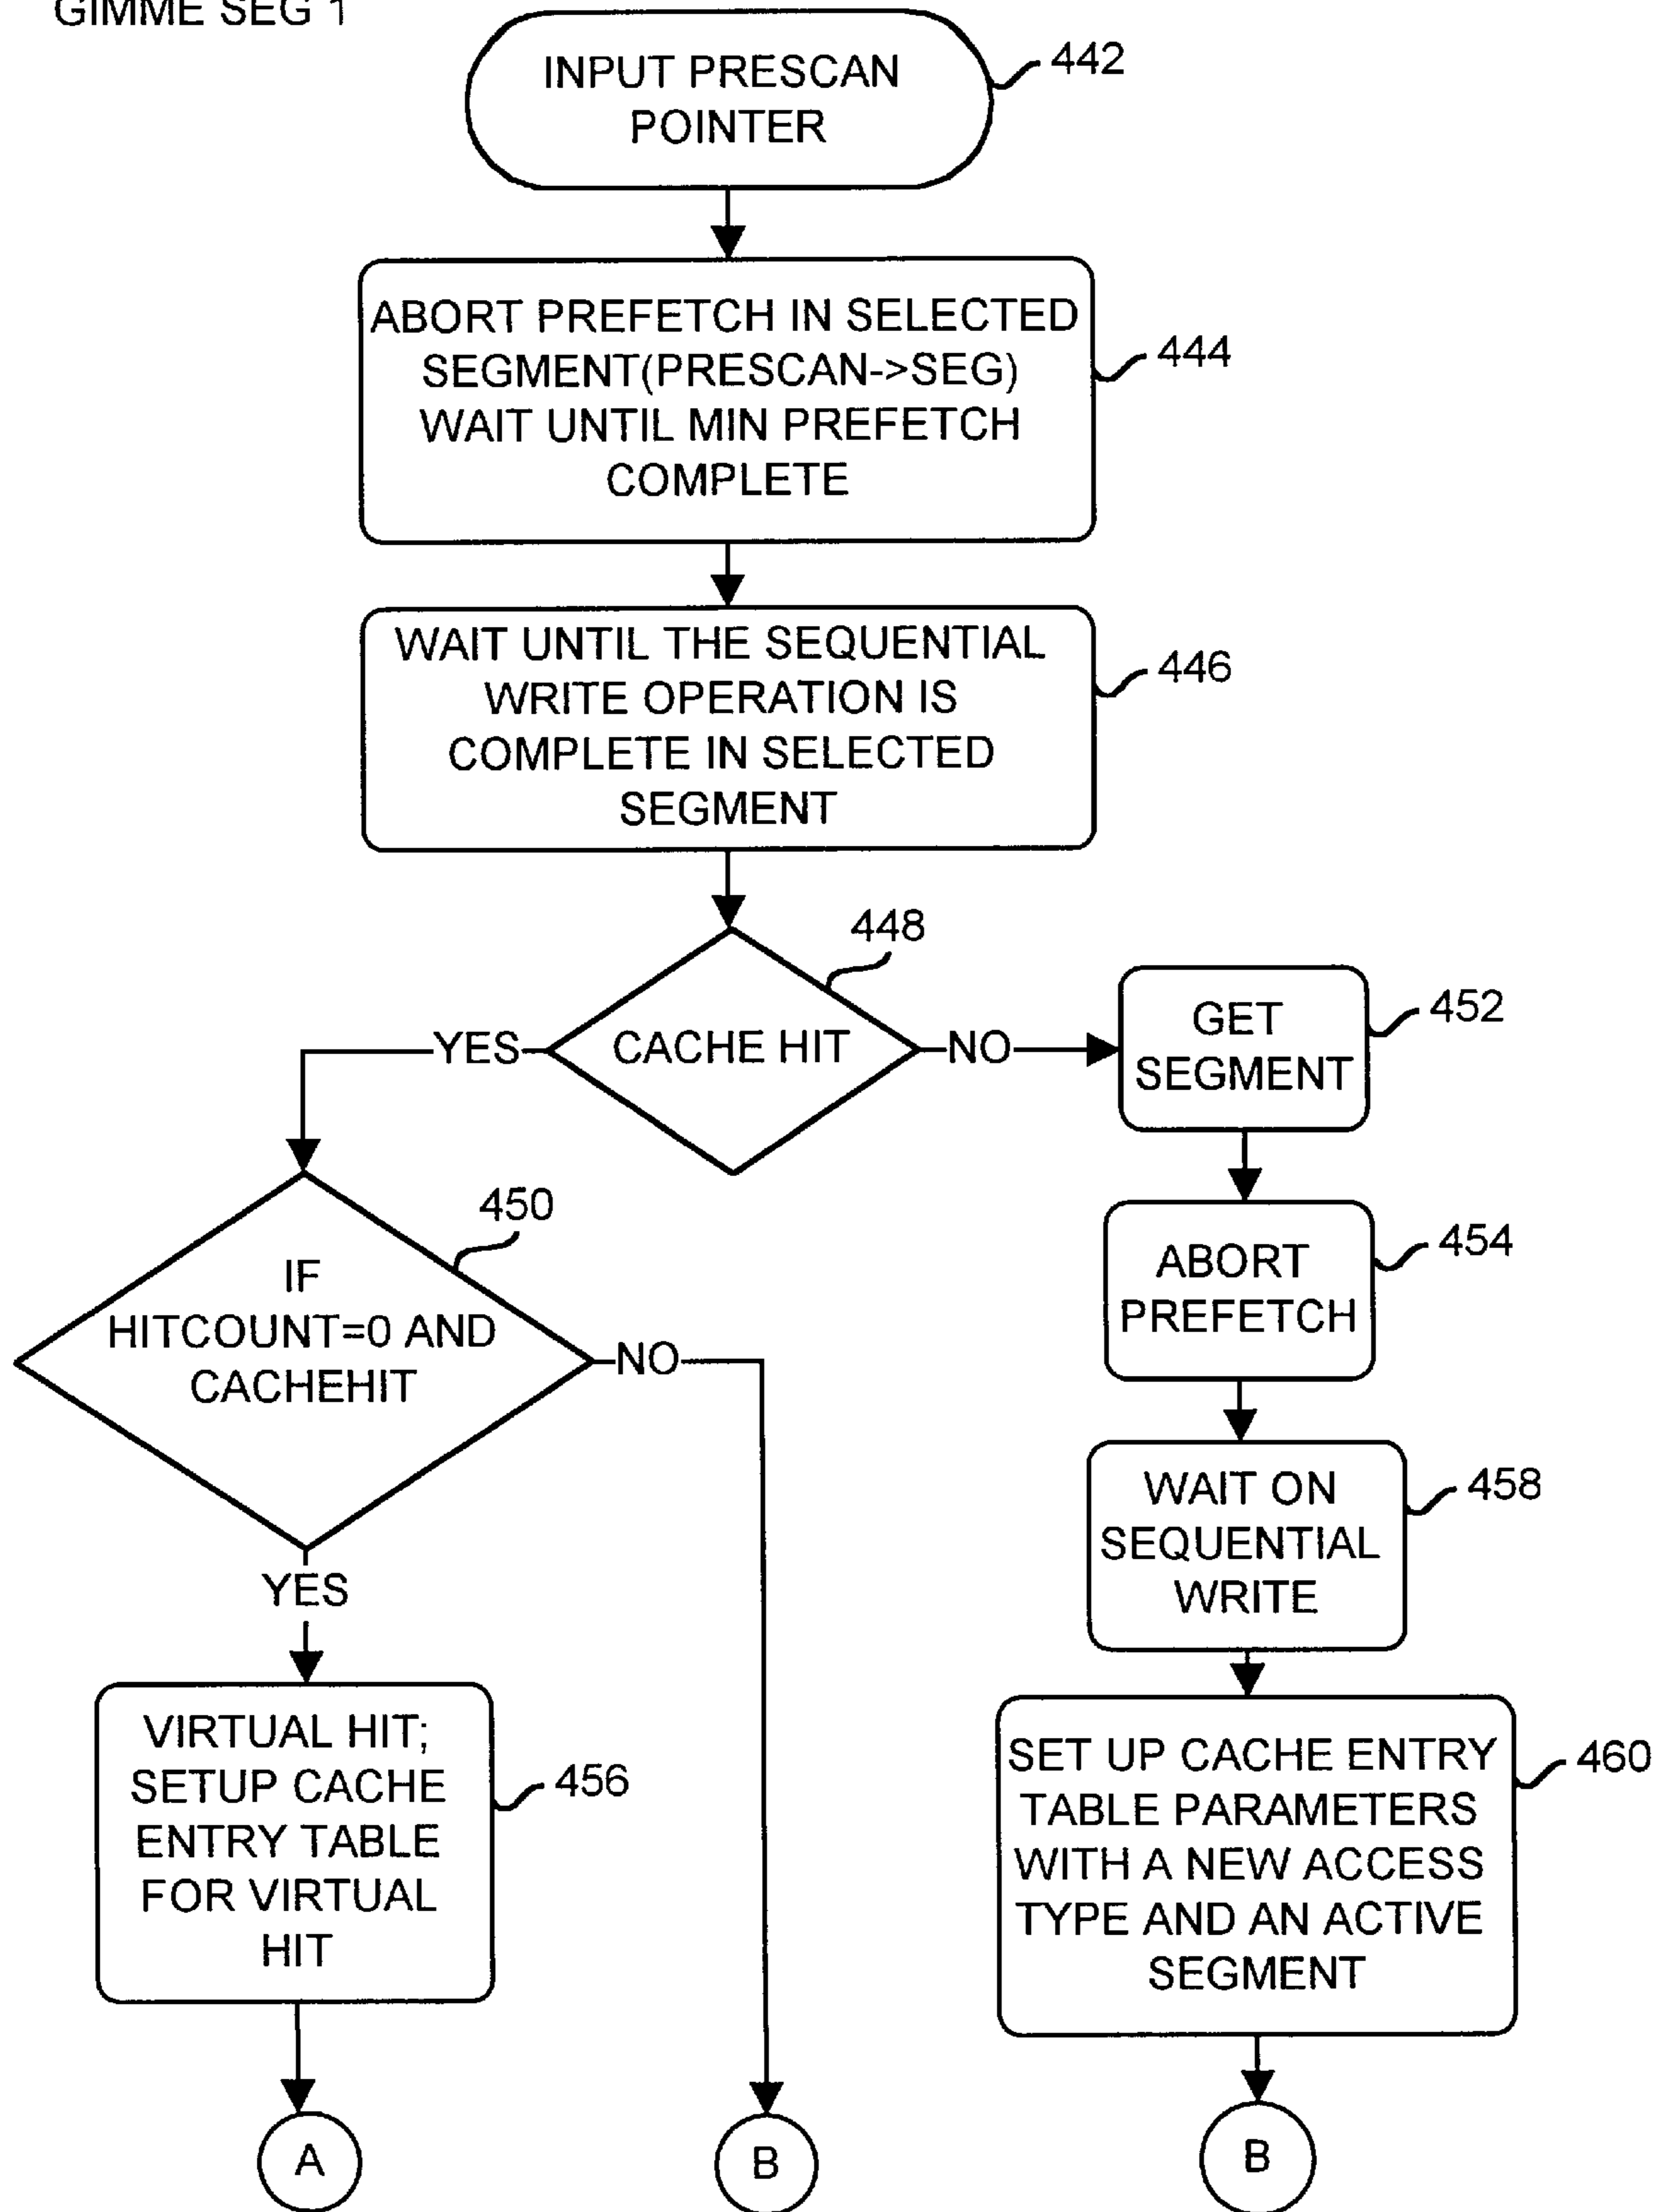 GIMME SEG 1
INPUT PRESCAN
POINTER
442
ABORT PREFETCH IN SELECTED
SEGMENT(PRESCAN->SEG)
WAIT UNTIL MIN PREFETCH
COMPLETE
444
WAIT UNTIL THE SEQUENTIAL
WRITE OPERATION IS
COMPLETE IN SELECTED
SEGMENT
446
448
CACHE HIT
YES
NO
GET
SEGMENT
452
450
IF
HITCOUNT=0 AND
CACHEHIT
NO
YES
ABORT
PREFETCH
454
WAIT ON
SEQUENTIAL
WRITE
458
VIRTUAL HIT;
SETUP CACHE
ENTRY TABLE
FOR VIRTUAL
HIT
456
SET UP CACHE ENTRY
TABLE PARAMETERS
WITH A NEW ACCESS
TYPE AND AN ACTIVE
SEGMENT
460
A
B
B